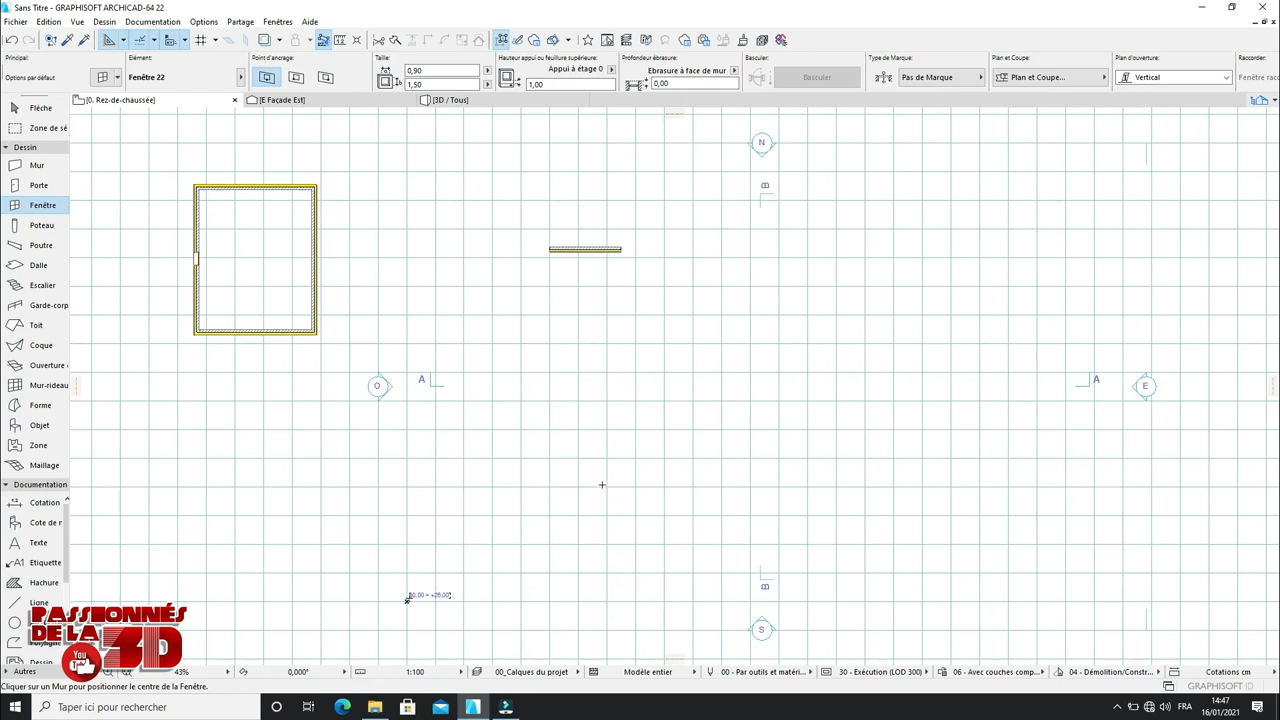 Sans Titre - GRAPHISOFT ARCHICAD-64 22
Fichier Edition Vue Dessin Documentation Options Partage Fenêtres Aide
Principal: Elément: Point d'ancrage: Taille: Hauteur appui ou feuillure supérieure: Profondeur ébrasure: Basculer: Type de Marque: Plan et Coupe: Plan d'ouverture: Raccorder:
Options par défaut Fenêtre 22 0,90 Appui à étage 0 Ebrasure à face de mur Basculer Pas de Marque Plan et Coupe... Vertical Fenêtre racc
1,50 1,00 0,00
[0. Rez-de-chaussée] [E Façade Est] [3D / Tous]
Flèche
Zone de sé
Dessin
Mur
Porte
Fenêtre
Poteau
Poutre
Dalle
Escalier
Garde-corp
Toit
Coque
Ouverture
Mur-rideau
Forme
Objet
Zone
Maillage
Documentation
Cotation
Cote de n
Texte
Etiquette
Hachure
Ligne
Dessin
N
B
O
A
A
E
B
S
PASSIONNÉS
DE LA 3D
You
Autres 43% 0,000° 1:100 00_Calques du projet Modèle entier 00 - Par outils et matéri... 30 - Exécution (LOD 300) 06 - Avec couches comp... 04 - Démolition/Constr... Cotations cm
Cliquer sur un Mur pour positionner le centre de la Fenêtre.
GRAPHISOFT ID
Taper ici pour rechercher
FRA
14:47
16/01/2021